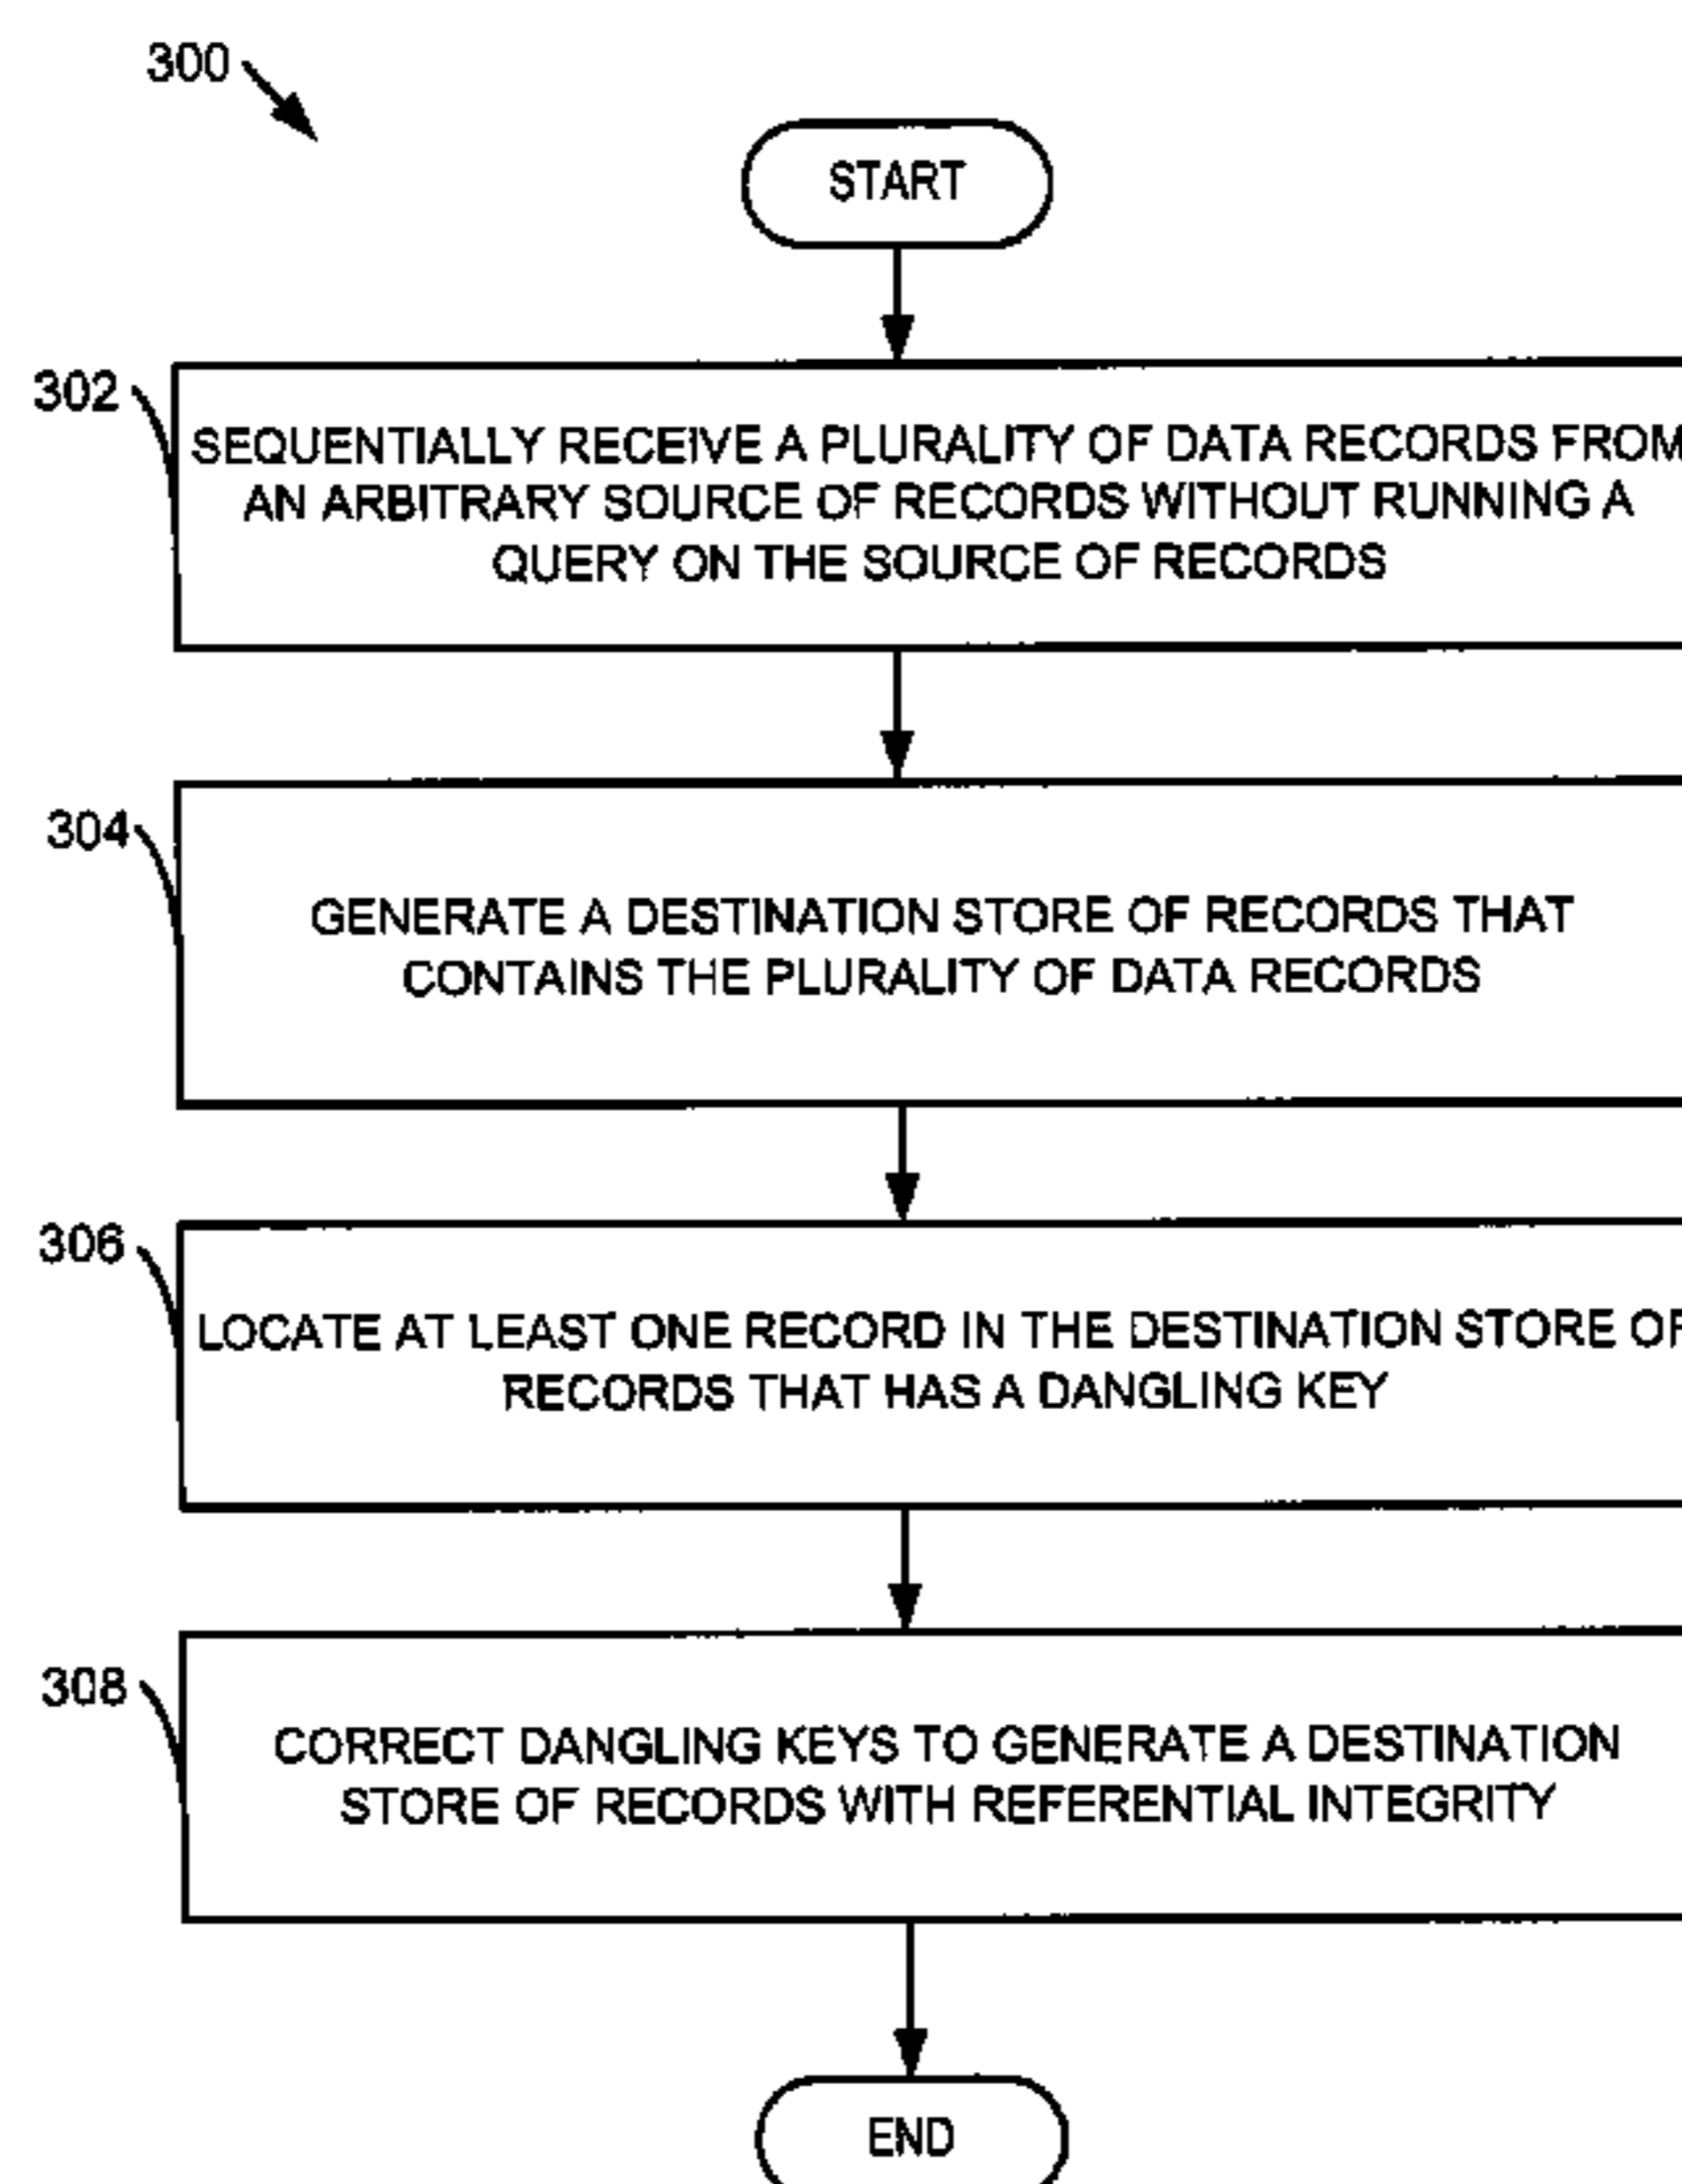 300
START
302
SEQUENTIALLY RECEIVE A PLURALITY OF DATA RECORDS FROM
AN ARBITRARY SOURCE OF RECORDS WITHOUT RUNNING A
QUERY ON THE SOURCE OF RECORDS
304
GENERATE A DESTINATION STORE OF RECORDS THAT
CONTAINS THE PLURALITY OF DATA RECORDS
306
LOCATE AT LEAST ONE RECORD IN THE DESTINATION STORE OF
RECORDS THAT HAS A DANGLING KEY
308
CORRECT DANGLING KEYS TO GENERATE A DESTINATION
STORE OF RECORDS WITH REFERENTIAL INTEGRITY
END